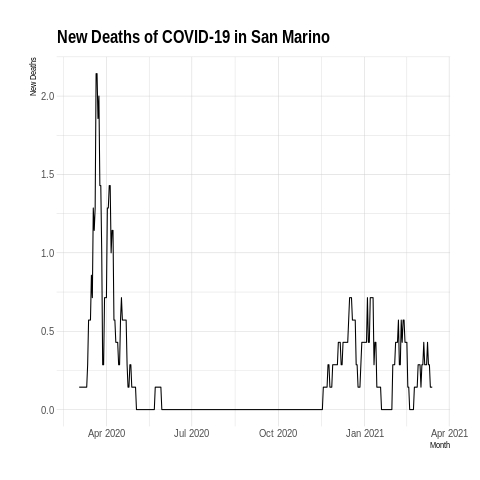 New Deaths of COVID-19 in San Marino
New Deaths
2.0
1.5
1.0
0.5
0.0
Apr 2020 Jul 2020 Oct 2020 Jan 2021 Apr 2021
Month